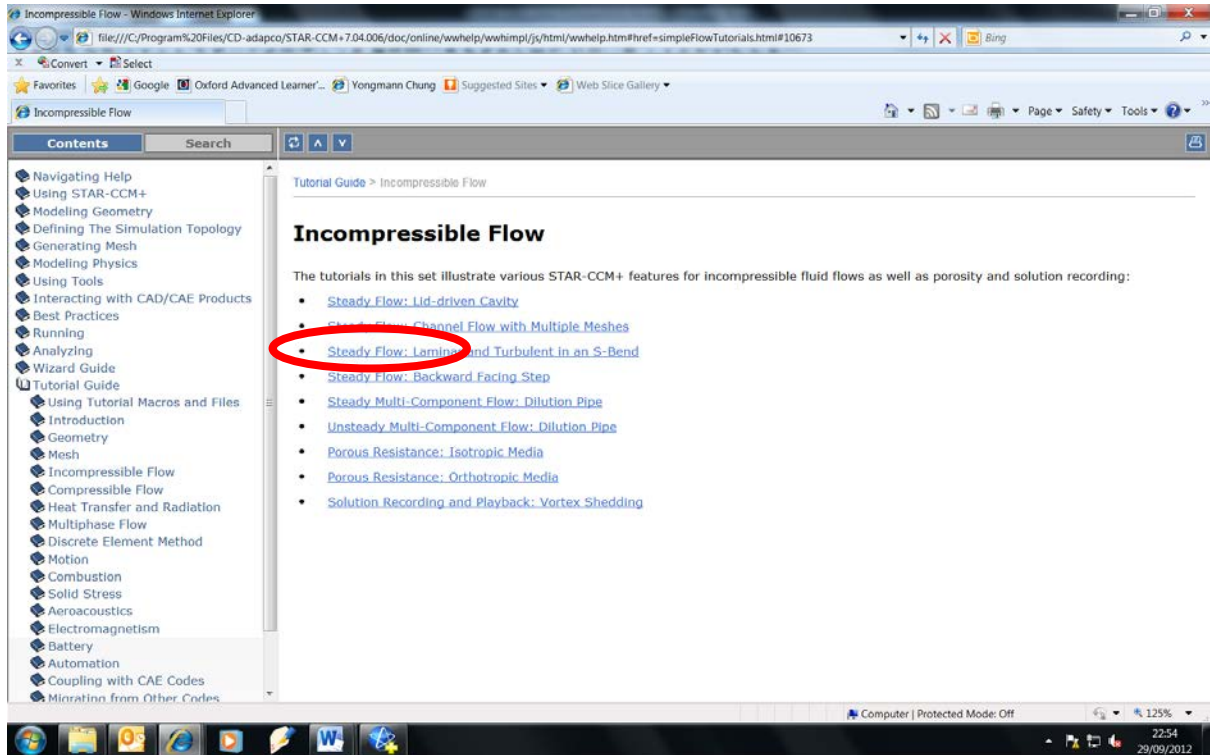 Incompressible Flow - Windows Internet Explorer
file:///C:/Program%20Files/CD-adapco/STAR-CCM+7.04.006/doc/online/wwhelp/wwhimpl/js/html/wwhelp.htm#href=simpleFlowTutorials.html#10673
Bing
x Convert Select
Favorites Google Oxford Advanced Learner'... Yongmann Chung Suggested Sites Web Slice Gallery
Incompressible Flow
Page Safety Tools
Contents Search
Navigating Help
Using STAR-CCM+
Modeling Geometry
Defining The Simulation Topology
Generating Mesh
Modeling Physics
Using Tools
Interacting with CAD/CAE Products
Best Practices
Running
Analyzing
Wizard Guide
Tutorial Guide
Using Tutorial Macros and Files
Introduction
Geometry
Mesh
Incompressible Flow
Compressible Flow
Heat Transfer and Radiation
Multiphase Flow
Discrete Element Method
Motion
Combustion
Solid Stress
Aeroacoustics
Electromagnetism
Battery
Automation
Coupling with CAE Codes
Migrating from Other Codes
Tutorial Guide > Incompressible Flow
Incompressible Flow
The tutorials in this set illustrate various STAR-CCM+ features for incompressible fluid flows as well as porosity and solution recording:
• Steady Flow: Lid-driven Cavity
• Steady Flow: Channel Flow with Multiple Meshes
• Steady Flow: Laminar and Turbulent in an S-Bend
• Steady Flow: Backward Facing Step
• Steady Multi-Component Flow: Dilution Pipe
• Unsteady Multi-Component Flow: Dilution Pipe
• Porous Resistance: Isotropic Media
• Porous Resistance: Orthotropic Media
• Solution Recording and Playback: Vortex Shedding
Computer | Protected Mode: Off
125%
22:54
29/09/2012